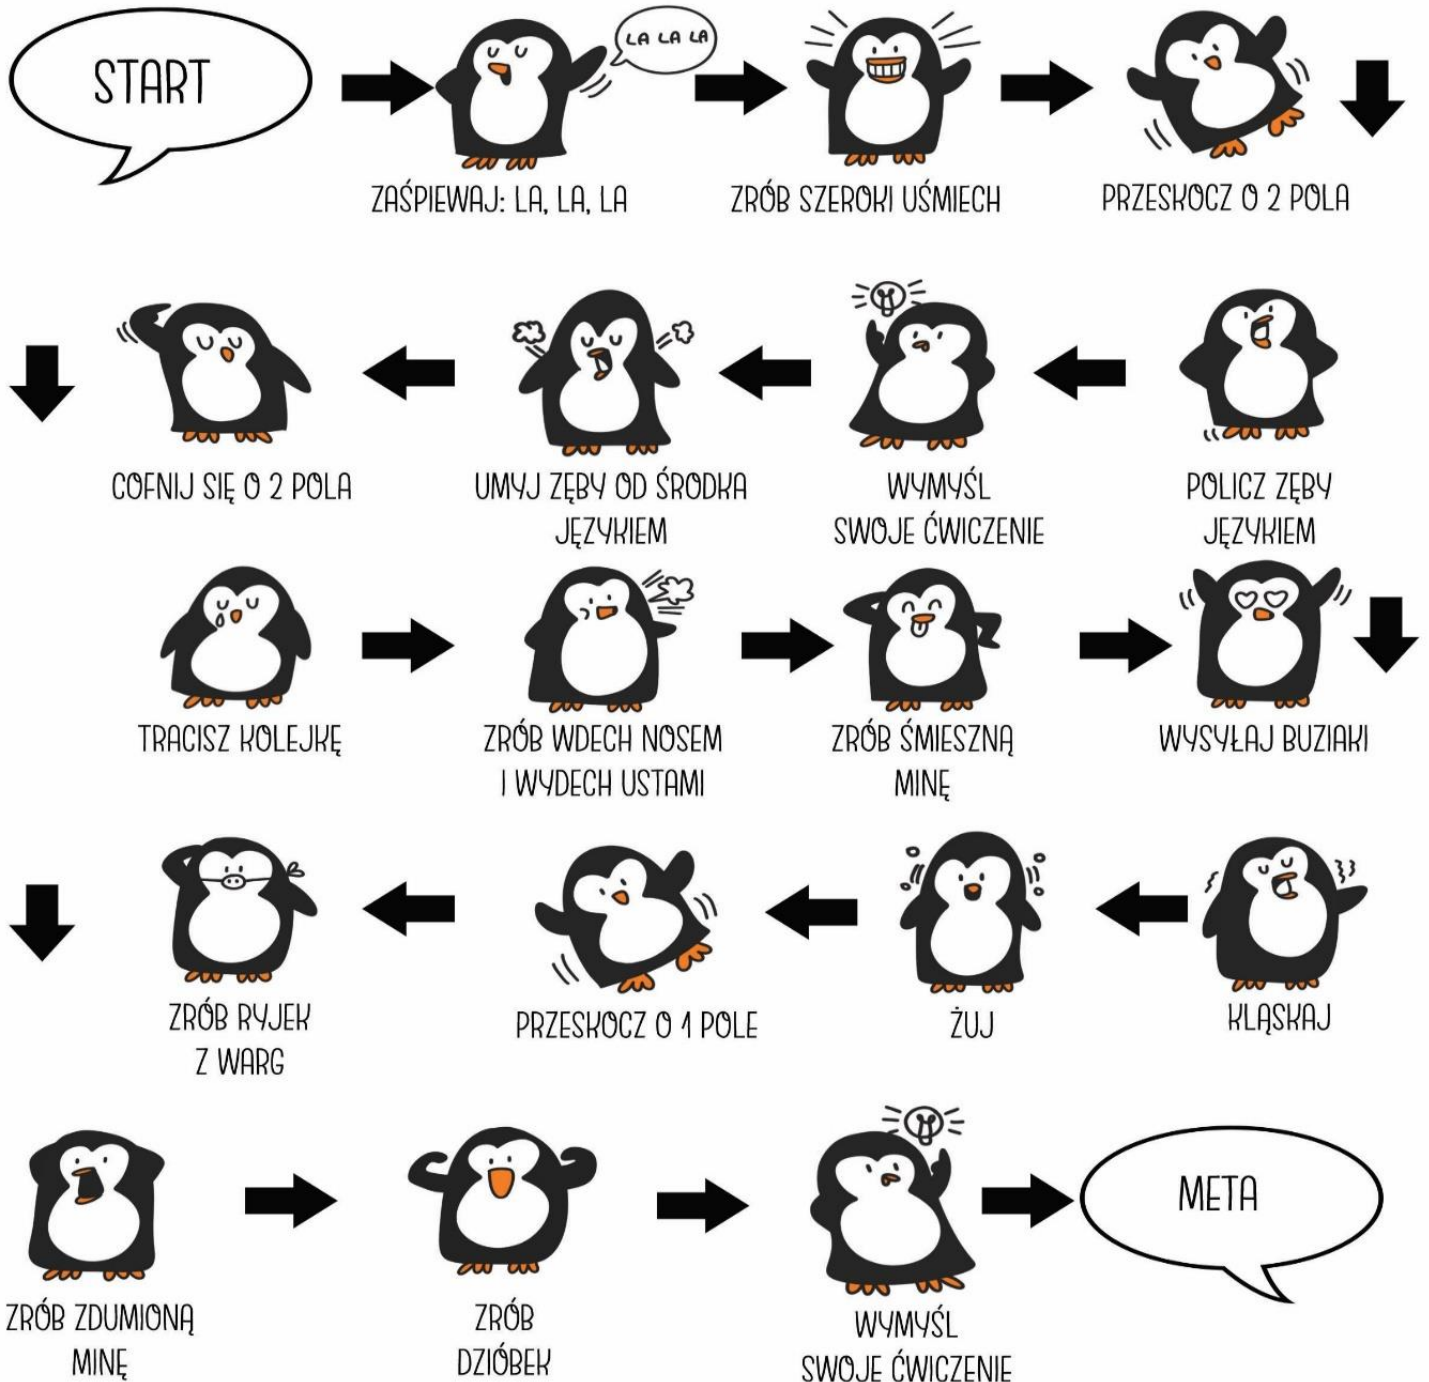 START
LA LA LA
ZAŚPIEWAJ: LA, LA, LA
ZRÓB SZEROKI UŚMIECH
PRZESKOCZ O 2 POLA
COFNIJ SIĘ O 2 POLA
UMYJ ZĘBY OD ŚRODKA
JĘZYKIEM
WYMYŚL
SWOJE ĆWICZENIE
POLICZ ZĘBY
JĘZYKIEM
TRACISZ KOLEJKĘ
ZRÓB WDECH NOSEM
I WYDECH USTAMI
ZRÓB ŚMIESZNĄ
MINĘ
WYSYŁAJ BUZIAKI
ZRÓB RYJEK
Z WARG
PRZESKOCZ O 1 POLE
ŻUJ
KLĄSKAJ
ZRÓB ZDUMIONĄ
MINĘ
ZRÓB
DZIÓBEK
WYMYŚL
SWOJE ĆWICZENIE
META